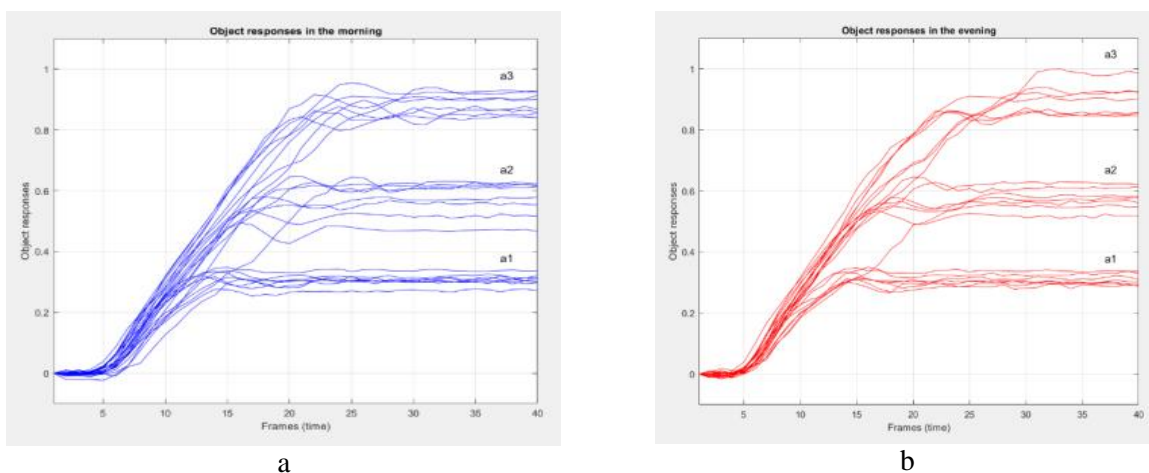 Object responses in the morning
1
0.8
0.6
0.4
0.2
0
Object responses
a3
a2
a1
5 10 15 20 25 30 35 40
Frames (time)
a
Object responses in the evening
1
0.8
0.6
0.4
0.2
0
Object responses
a3
a2
a1
5 10 15 20 25 30 35 40
Frames (time)
b